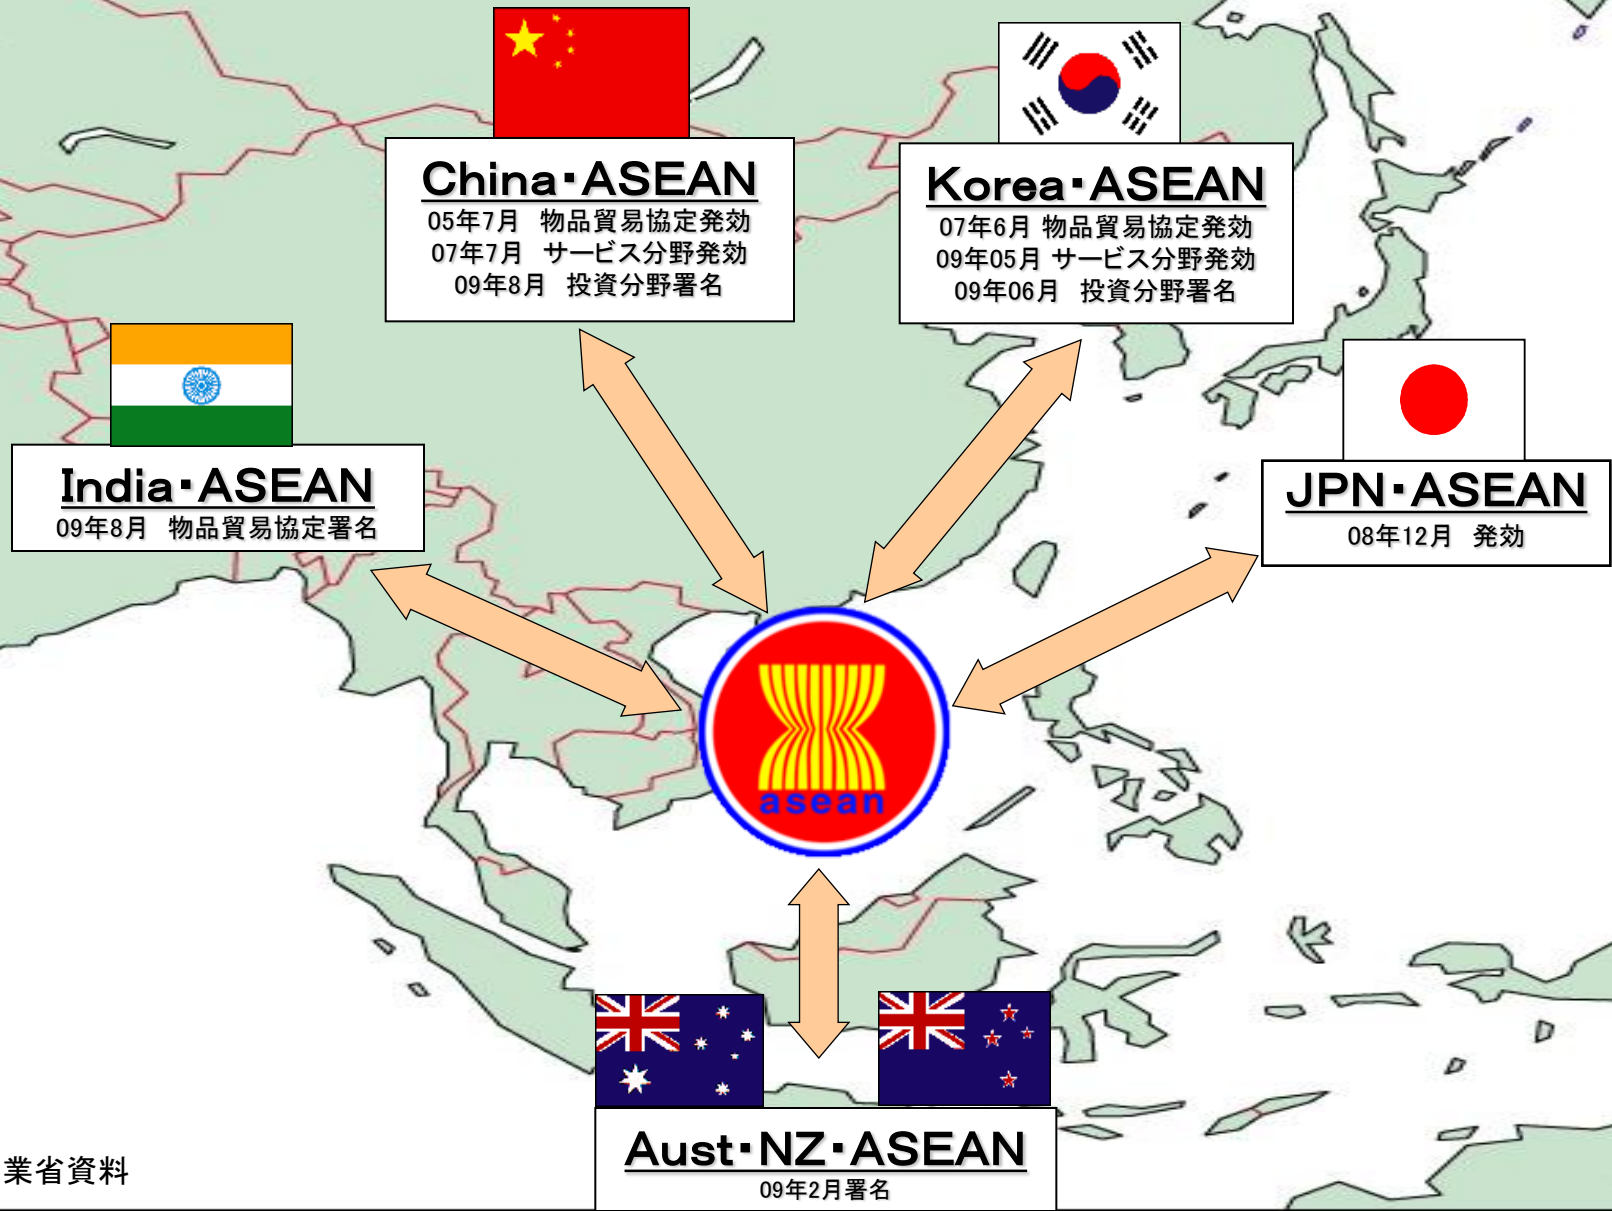 China・ASEAN
05年7月　物品貿易協定発効
07年7月　サービス分野発効
09年8月　投資分野署名
Korea・ASEAN
07年6月 物品貿易協定発効
09年05月 サービス分野発効
09年06月　投資分野署名
India・ASEAN
09年8月　物品貿易協定署名
JPN・ASEAN
08年12月　発効
asean
Aust・NZ・ASEAN
09年2月署名
業省資料